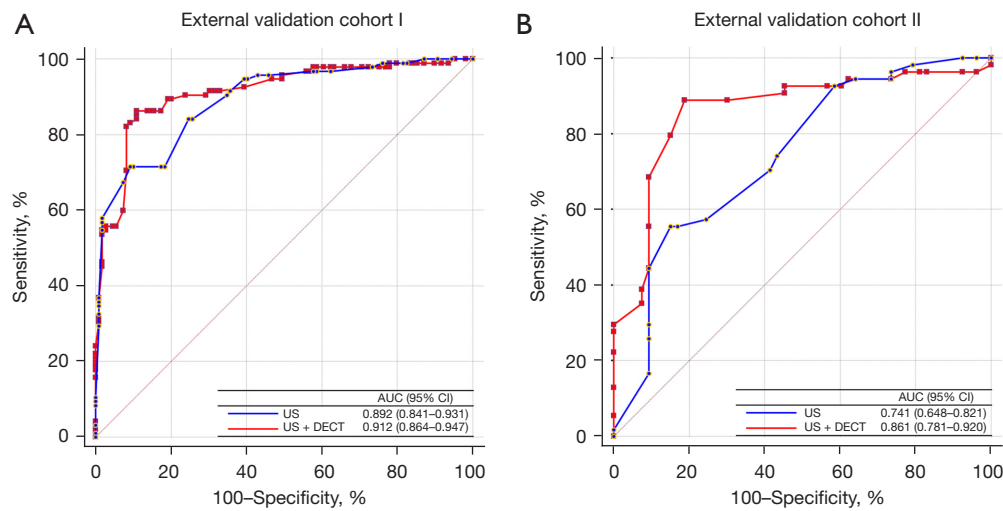 A
External validation cohort I
100
80
60
40
20
0
Sensitivity, %
AUC (95% CI)
US 0.892 (0.841–0.931)
US + DECT 0.912 (0.864–0.947)
0 20 40 60 80 100
100–Specificity, %
B
External validation cohort II
100
80
60
40
20
0
Sensitivity, %
AUC (95% CI)
US 0.741 (0.648–0.821)
US + DECT 0.861 (0.781–0.920)
0 20 40 60 80 100
100–Specificity, %